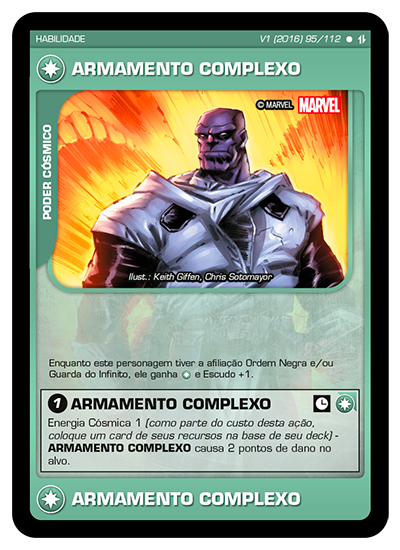 HABILIDADE V1 (2016) 95/112
ARMAMENTO COMPLEXO
PODER CÓSMICO
© MARVEL MARVEL
Ilust.: Keith Giffen, Chris Sotomayor
Enquanto este personagem tiver a afiliação Ordem Negra e/ou
Guarda do Infinito, ele ganha e Escudo +1.
1 ARMAMENTO COMPLEXO
Energia Cósmica 1 (como parte do custo desta ação,
coloque um card de seus recursos na base de seu deck) -
ARMAMENTO COMPLEXO causa 2 pontos de dano no
alvo.
ARMAMENTO COMPLEXO